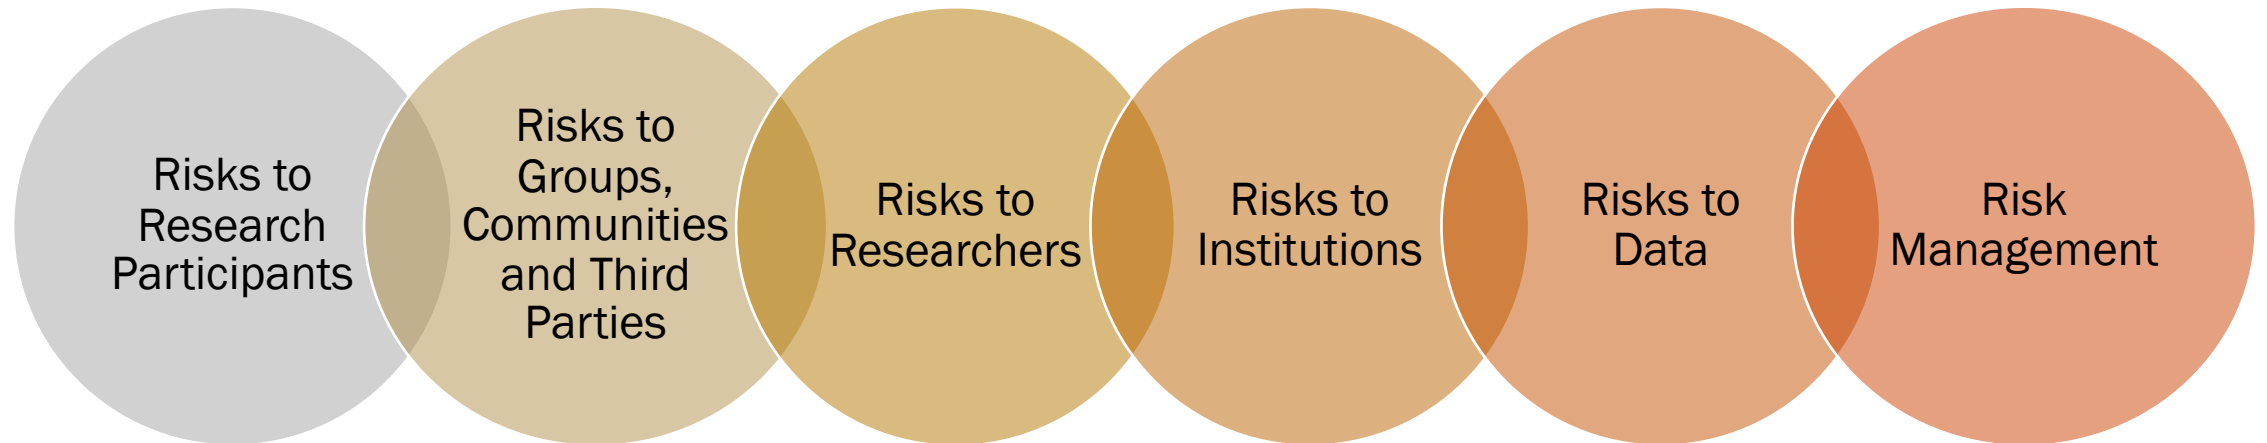 Risks to
Research
Participants
Risks to
Groups,
Communities
and Third
Parties
Risks to
Researchers
Risks to
Institutions
Risks to
Data
Risk
Management